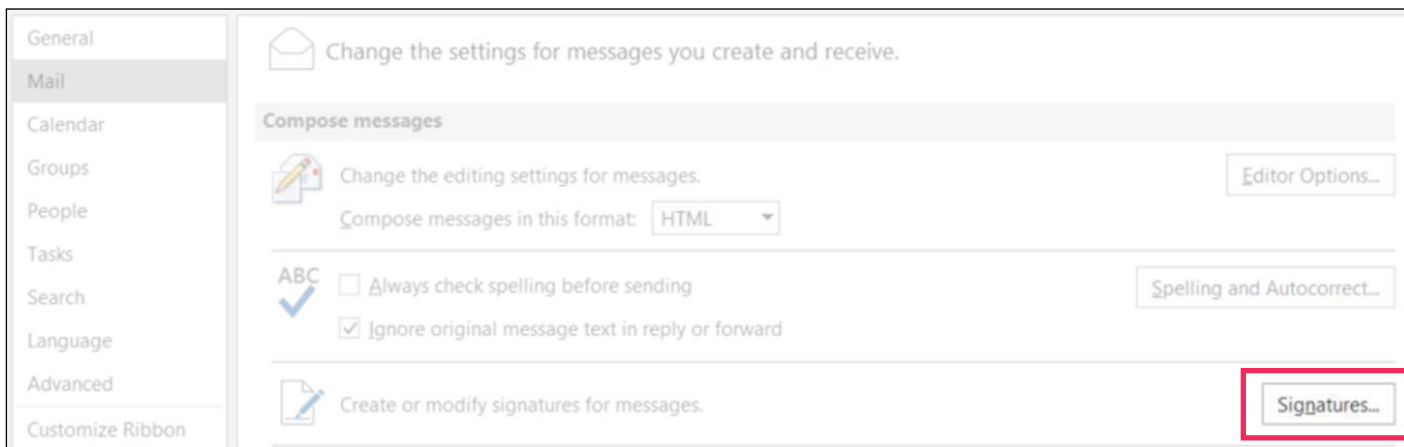 General
Mail
Calendar
Groups
People
Tasks
Search
Language
Advanced
Customize Ribbon
Change the settings for messages you create and receive.
Compose messages
Change the editing settings for messages.
Editor Options...
Compose messages in this format: HTML
ABC
Always check spelling before sending
Spelling and Autocorrect...
Ignore original message text in reply or forward
Create or modify signatures for messages.
Signatures...